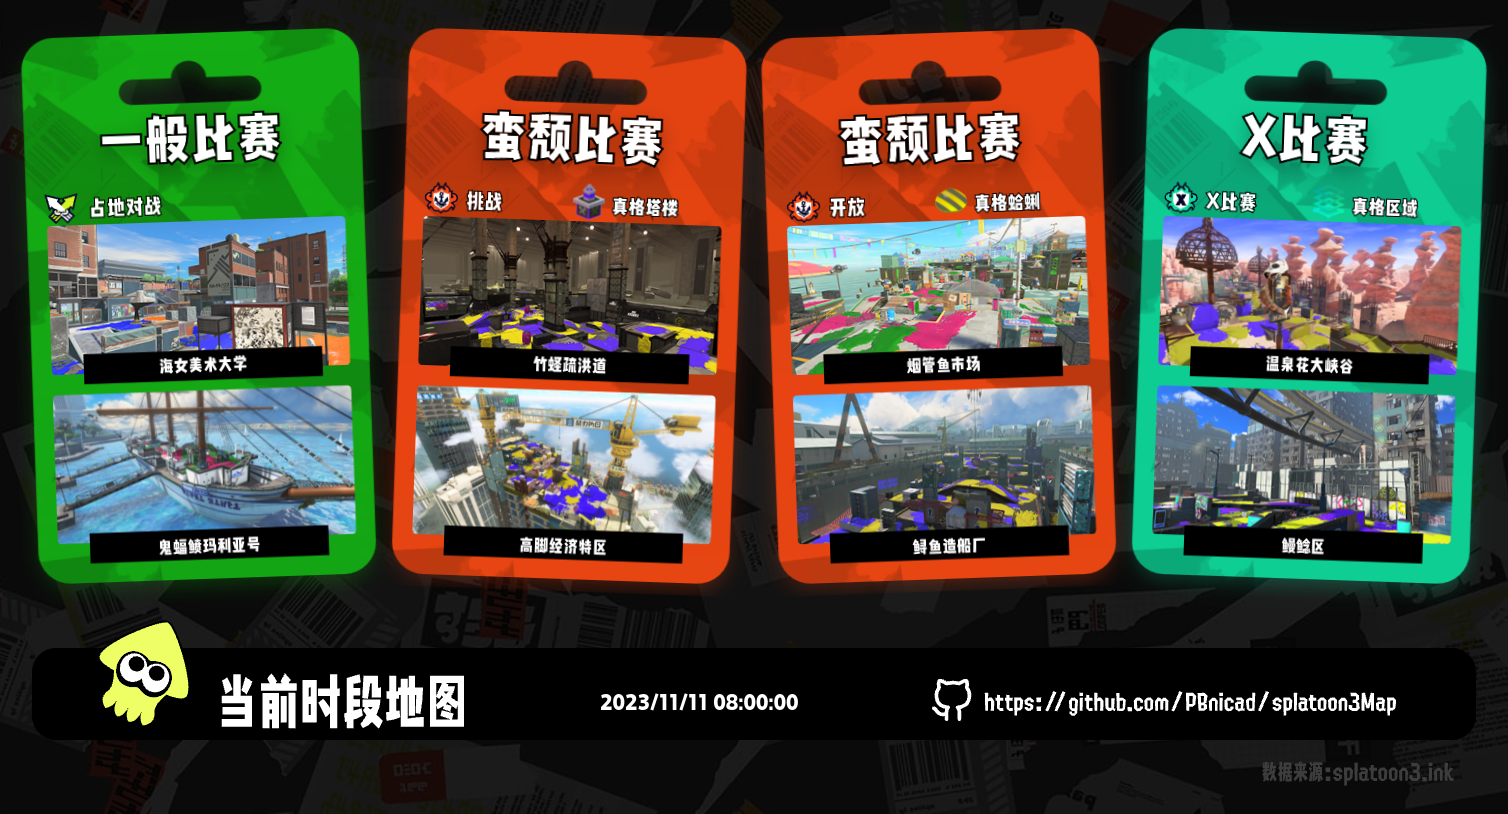 一般比赛
占地对战
海女美术大学
鬼蝠鲼玛利亚号
蛮颓比赛
挑战
真格塔楼
竹蛏疏洪道
高脚经济特区
蛮颓比赛
开放
真格蛤蜊
烟管鱼市场
鲟鱼造船厂
X比赛
X比赛
真格区域
温泉花大峡谷
鳗鲶区
当前时段地图
2023/11/11 08:00:00
https://github.com/PBnicad/splatoon3Map
数据来源:splatoon3.ink